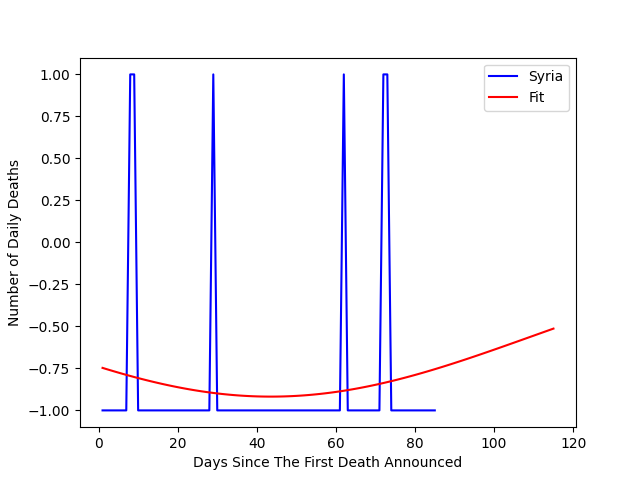 Syria
Fit
1.00
0.75
0.50
0.25
0.00
−0.25
−0.50
−0.75
−1.00
Number of Daily Deaths
0 20 40 60 80 100 120
Days Since The First Death Announced